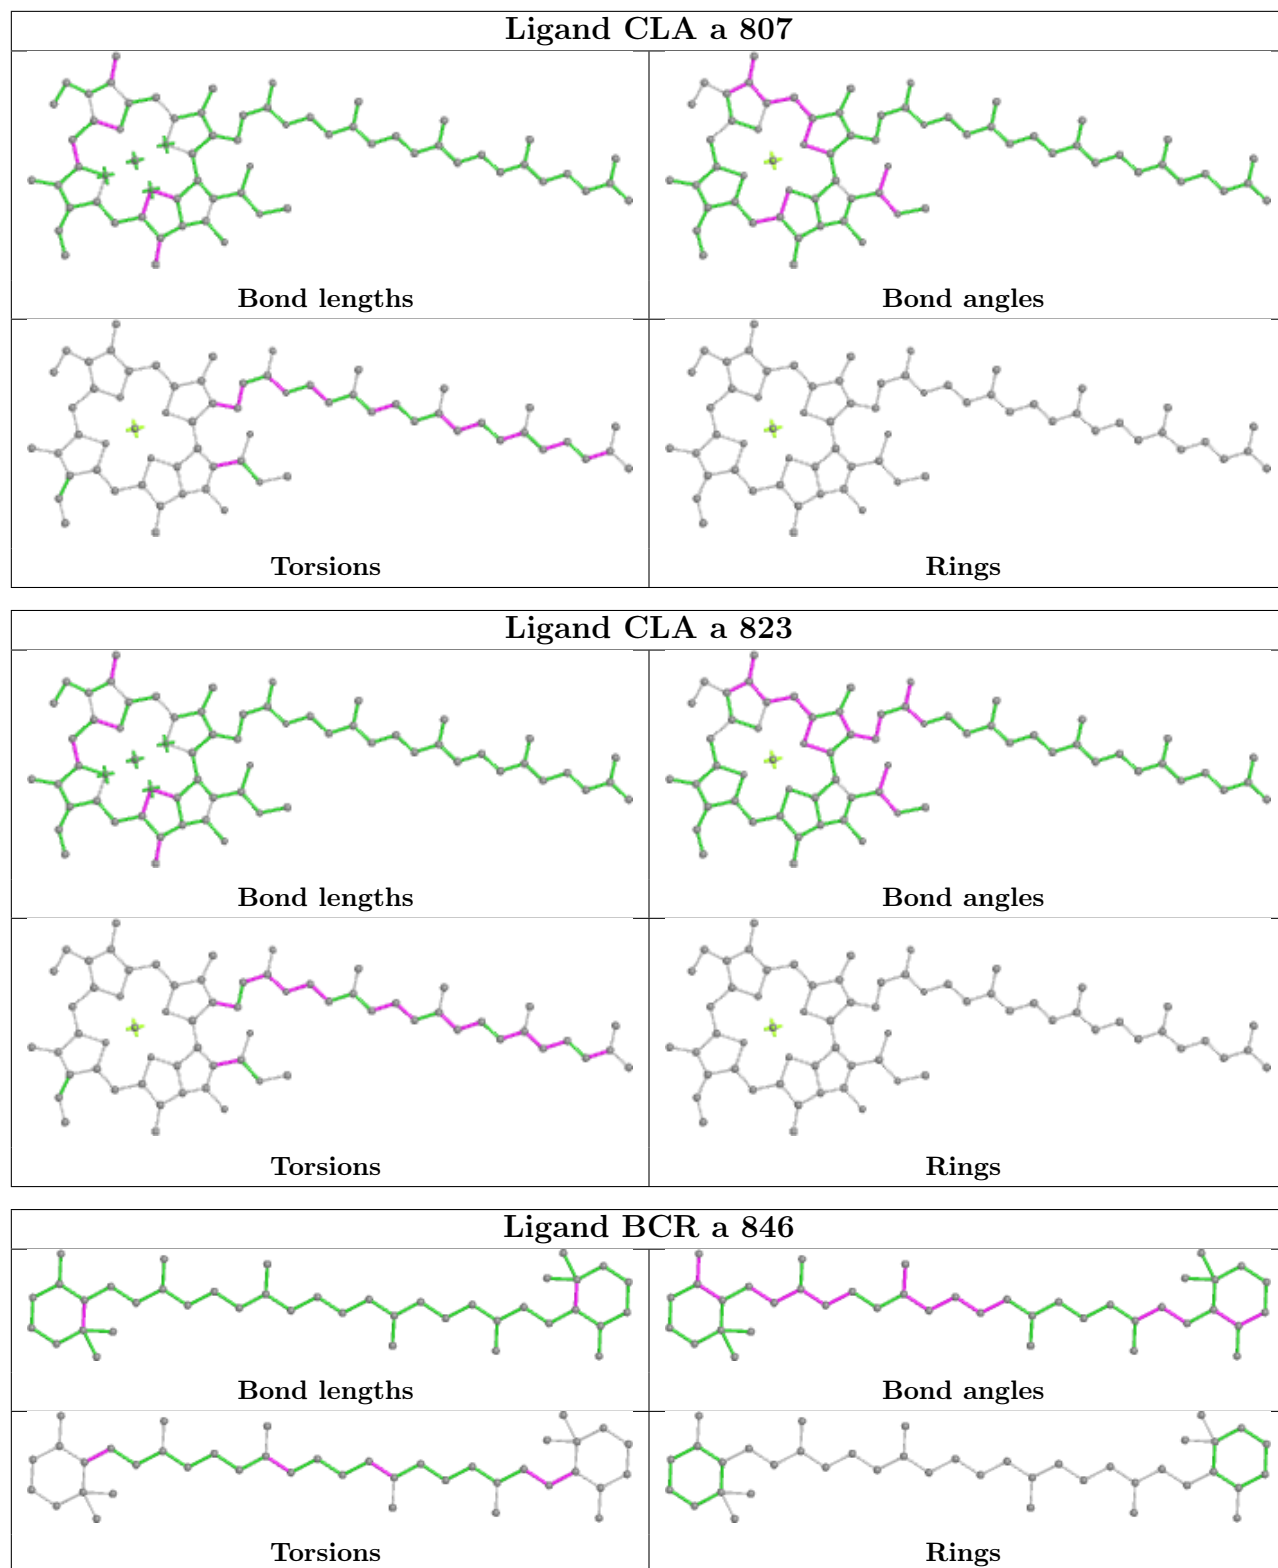 Ligand CLA a 807
Bond lengths
Bond angles
Torsions
Rings
Ligand CLA a 823
Bond lengths
Bond angles
Torsions
Rings
Ligand BCR a 846
Bond lengths
Bond angles
Torsions
Rings